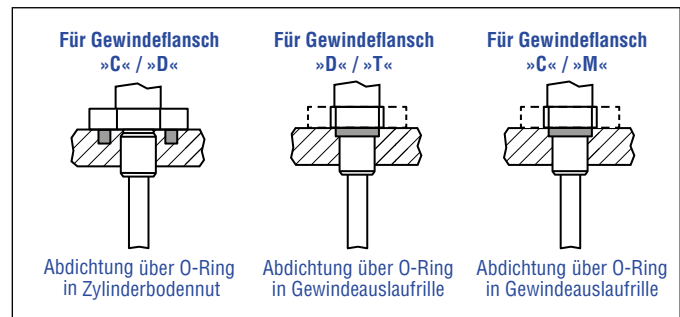 Für Gewindeflansch
»C« / »D«
Für Gewindeflansch
»D« / »T«
Für Gewindeflansch
»C« / »M«
Abdichtung über O-Ring
in Zylinderbodennut
Abdichtung über O-Ring
in Gewindeauslaufrille
Abdichtung über O-Ring
in Gewindeauslaufrille